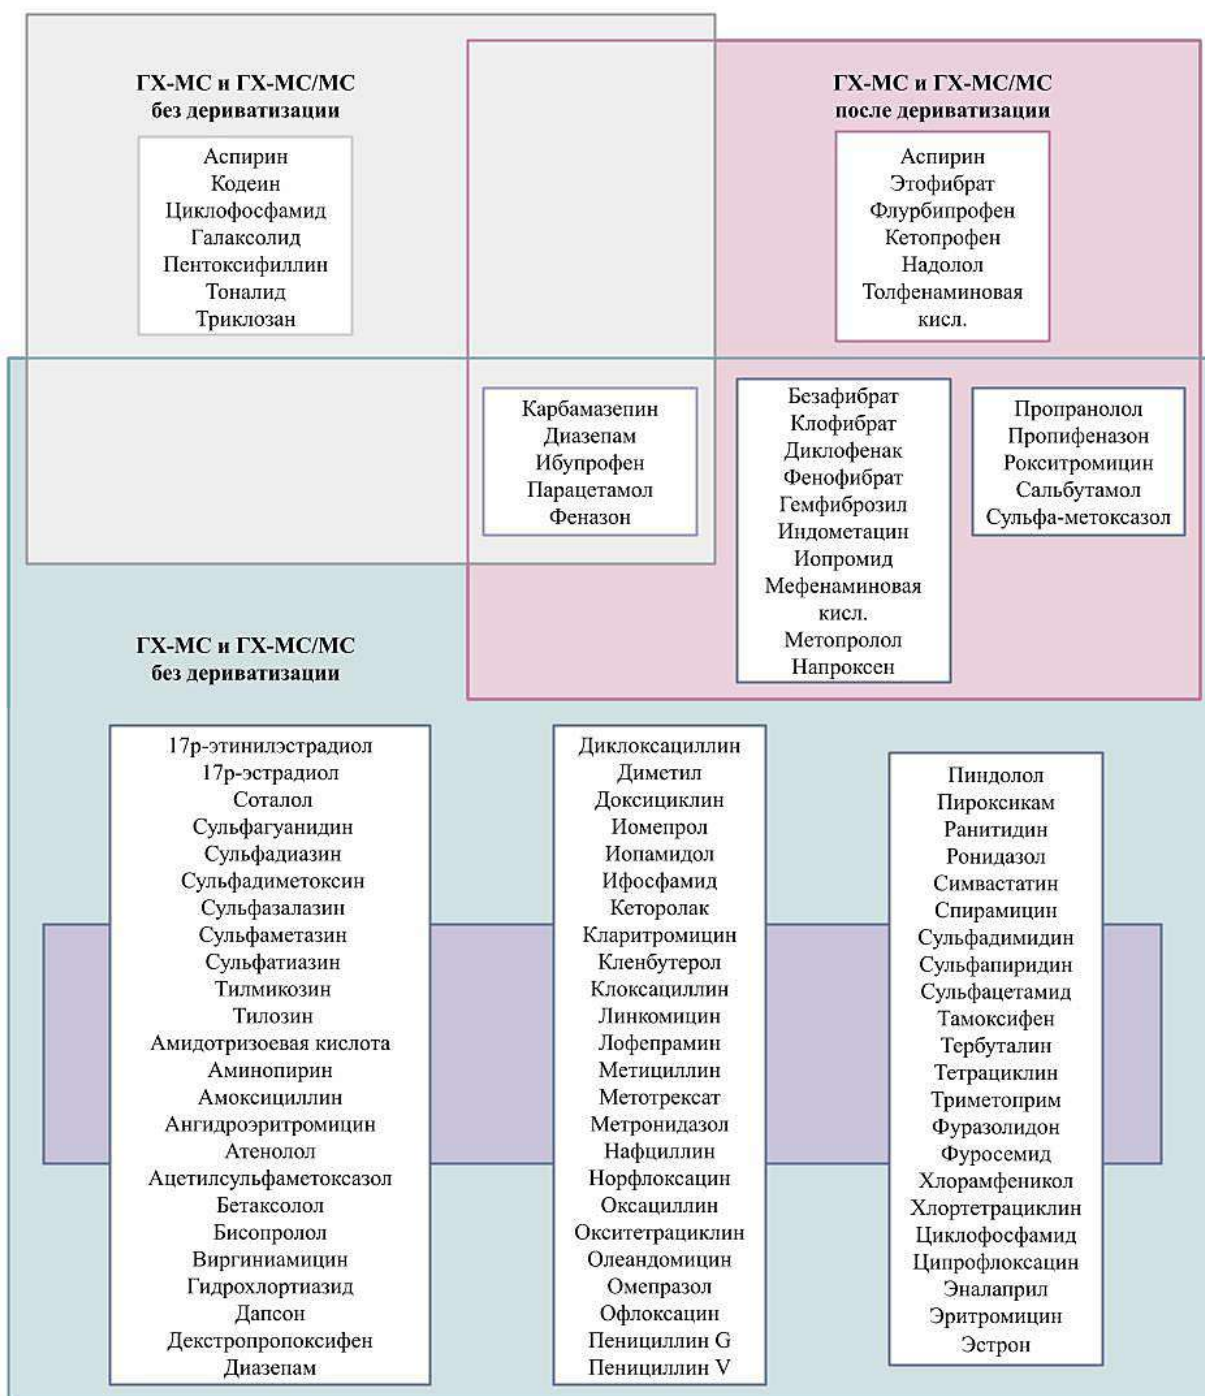 ГХ-МС и ГХ-МС/МС
без дериватизации
Аспирин
Кодеин
Циклофосфамид
Галаксолид
Пентоксифиллин
Тоналид
Триклозан
ГХ-МС и ГХ-МС/МС
после дериватизации
Аспирин
Этофибрат
Флурбипрофен
Кетопрофен
Надолол
Толфенаминовая
кисл.
Карбамазепин
Диазепам
Ибупрофен
Парацетамол
Феназон
Безафибрат
Клофибрат
Диклофенак
Фенофибрат
Гемфиброзил
Индометацин
Иопромид
Мефенаминовая
кисл.
Метопролол
Напроксен
Пропранолол
Пропифеназон
Рокситромицин
Сальбутамол
Сульфа-метоксазол
ГХ-МС и ГХ-МС/МС
без дериватизации
17р-этинилэстрадиол
17р-эстрадиол
Соталол
Сульфагуанидин
Сульфадиазин
Сульфадиметоксин
Сульфазалазин
Сульфаметазин
Сульфатиазин
Тилмикозин
Тилозин
Амидотризоевая кислота
Аминопирин
Амоксициллин
Ангидроэритромицин
Атенолол
Ацетилсульфаметоксазол
Бетаксолол
Бисопролол
Виргиниамицин
Гидрохлортиазид
Дапсон
Декстропропоксифен
Диазепам
Диклоксациллин
Диметил
Доксициклин
Иомепрол
Иопамидол
Ифосфамид
Кеторолак
Кларитромицин
Кленбутерол
Клоксациллин
Линкомицин
Лофепрамин
Метициллин
Метотрексат
Метронидазол
Нафциллин
Норфлоксацин
Оксациллин
Окситетрациклин
Олеандомицин
Омепразол
Офлоксацин
Пенициллин G
Пенициллин V
Пиндолол
Пироксикам
Ранитидин
Ронидазол
Симвастатин
Спирамицин
Сульфадимидин
Сульфапиридин
Сульфацетамид
Тамоксифен
Тербуталин
Тетрациклин
Триметоприм
Фуразолидон
Фуросемид
Хлорамфеникол
Хлортетрациклин
Циклофосфамид
Ципрофлоксацин
Эналаприл
Эритромицин
Эстрон